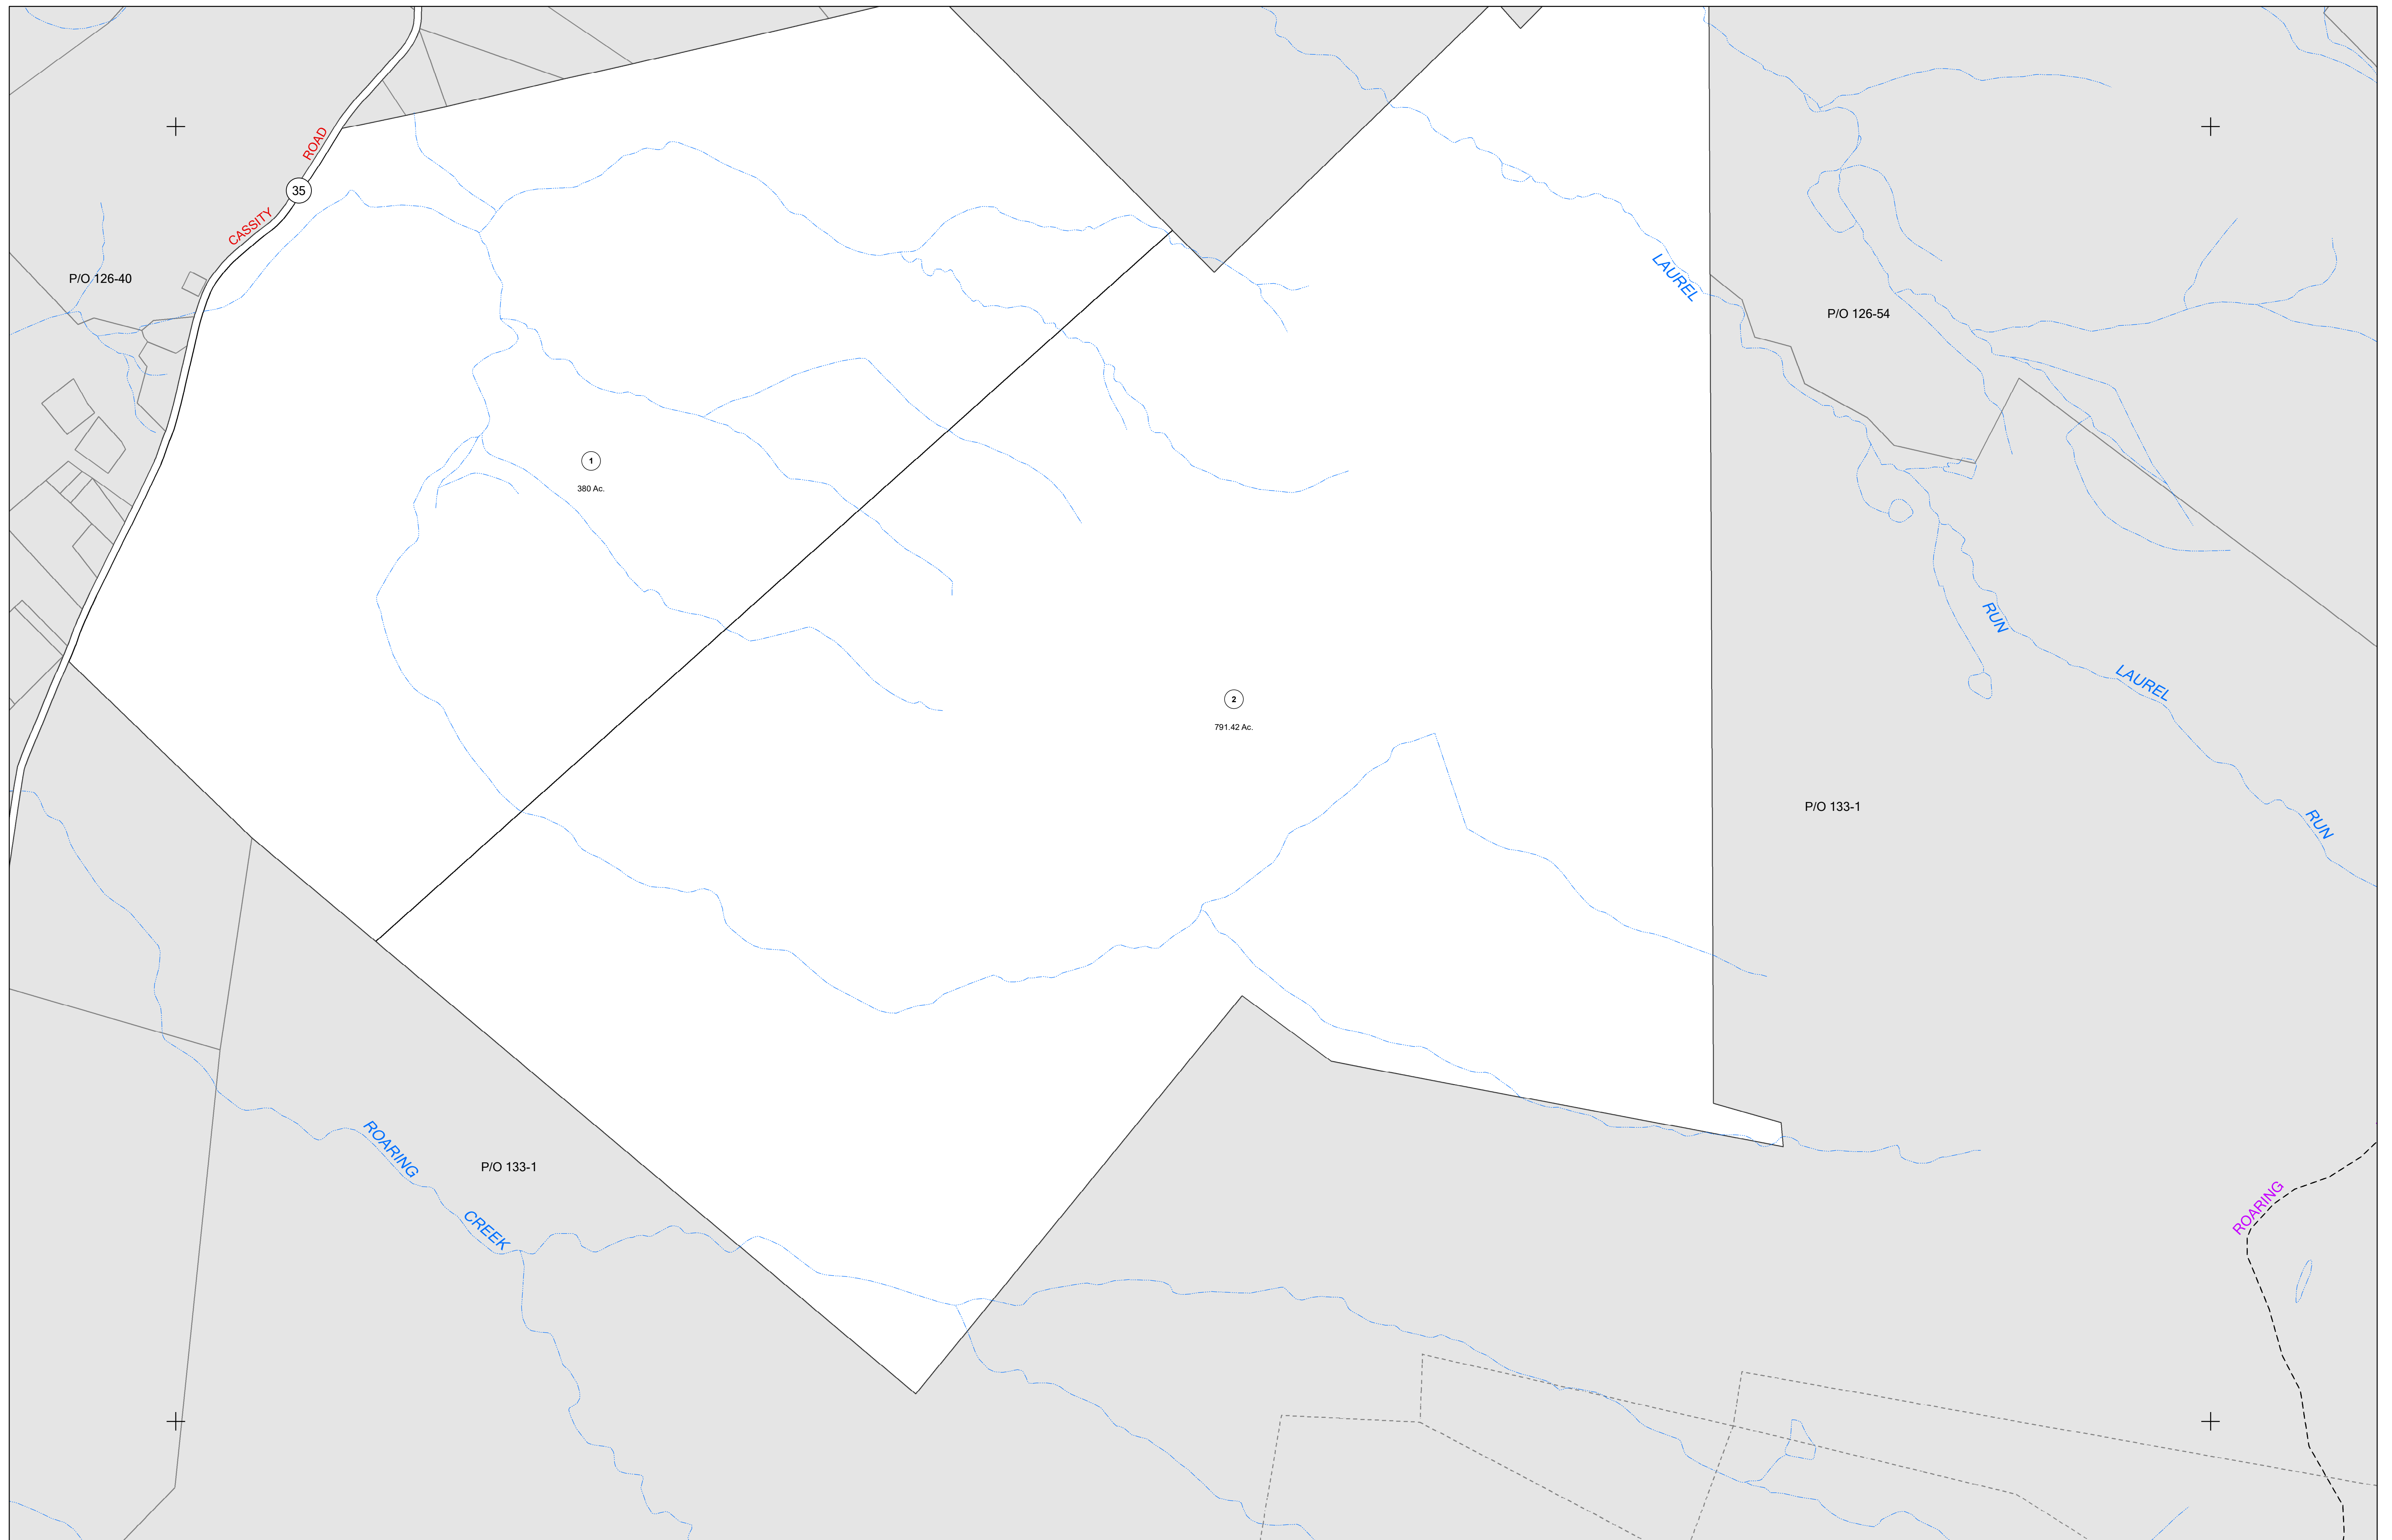 ROAD
35
CASSITY
P/O 126-40
LAUREL
P/O 126-54
1
380 Ac.
RUN
LAUREL
2
791.42 Ac.
P/O 133-1
RUN
ROARING
P/O 133-1
CREEK
ROARING